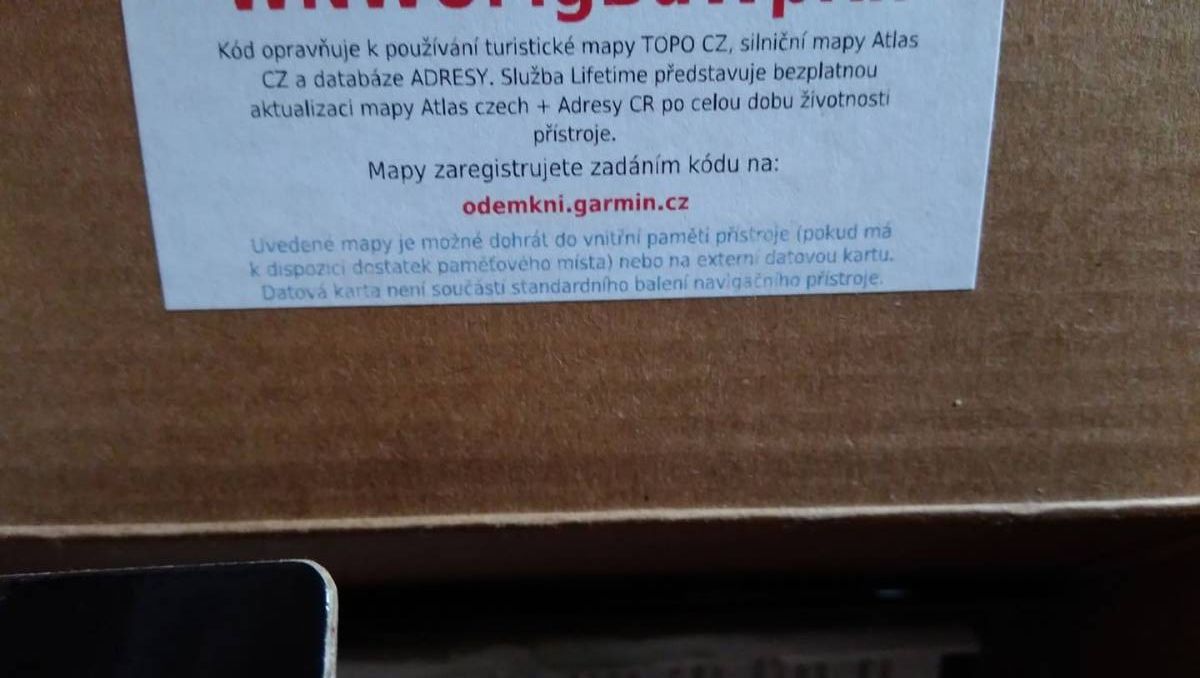 Kód opravňuje k používání turistické mapy TOPO CZ, silniční mapy Atlas
CZ a databáze ADRESY. Služba Lifetime představuje bezplatnou
aktualizaci mapy Atlas czech + Adresy CR po celou dobu životnosti
přístroje.
Mapy zaregistrujete zadáním kódu na:
odemkni.garmin.cz
Uvedené mapy je možné dohrát do vnitřní paměti přístroje (pokud má
k dispozici dostatek paměťového místa) nebo na externí datovou kartu.
Datová karta není součástí standardního balení navigačního přístroje.